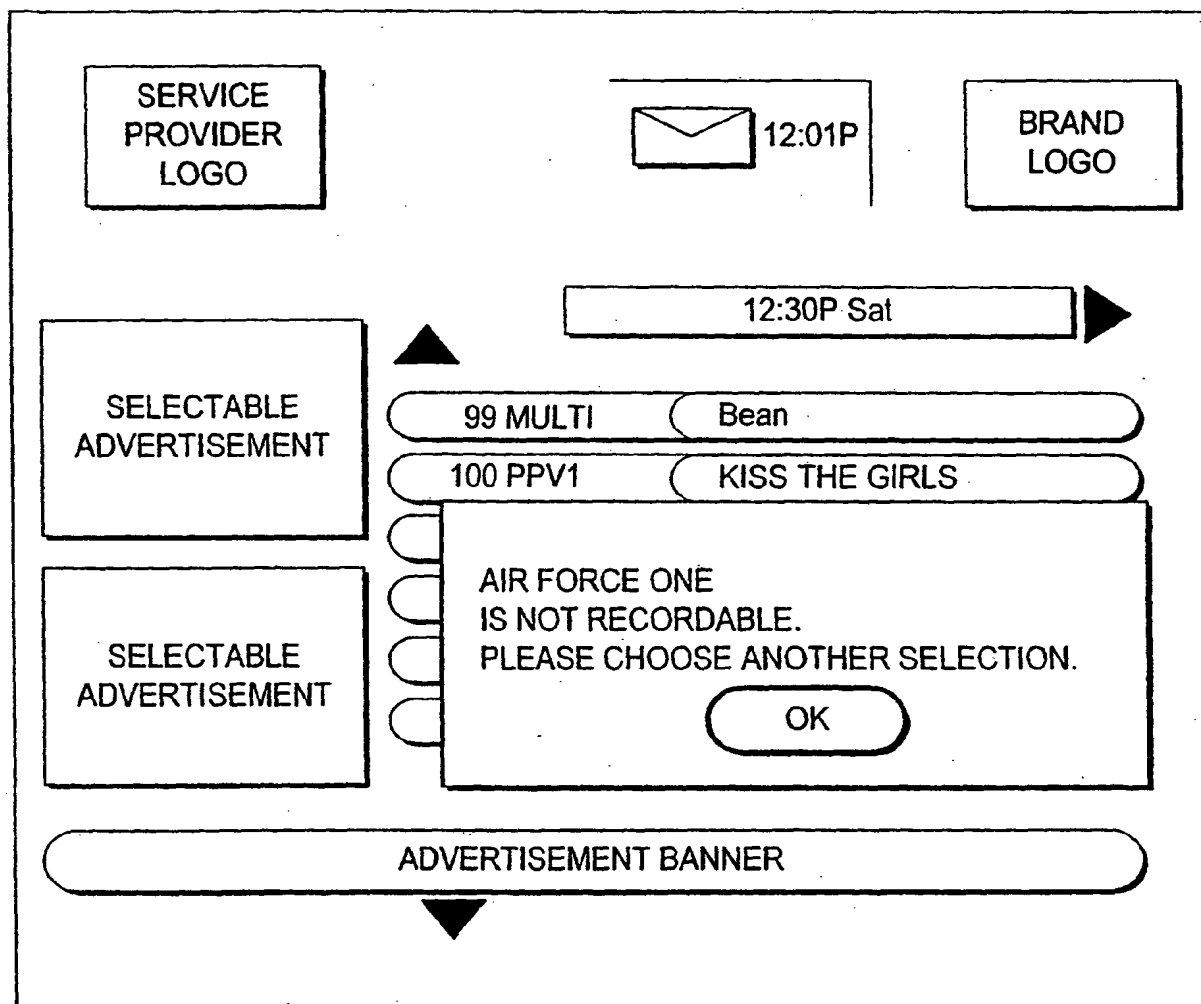 SERVICE
PROVIDER
LOGO
12:01P
BRAND
LOGO
12:30P Sat
SELECTABLE
ADVERTISEMENT
99 MULTI Bean
100 PPV1 KISS THE GIRLS
AIR FORCE ONE
IS NOT RECORDABLE.
PLEASE CHOOSE ANOTHER SELECTION.
OK
SELECTABLE
ADVERTISEMENT
ADVERTISEMENT BANNER